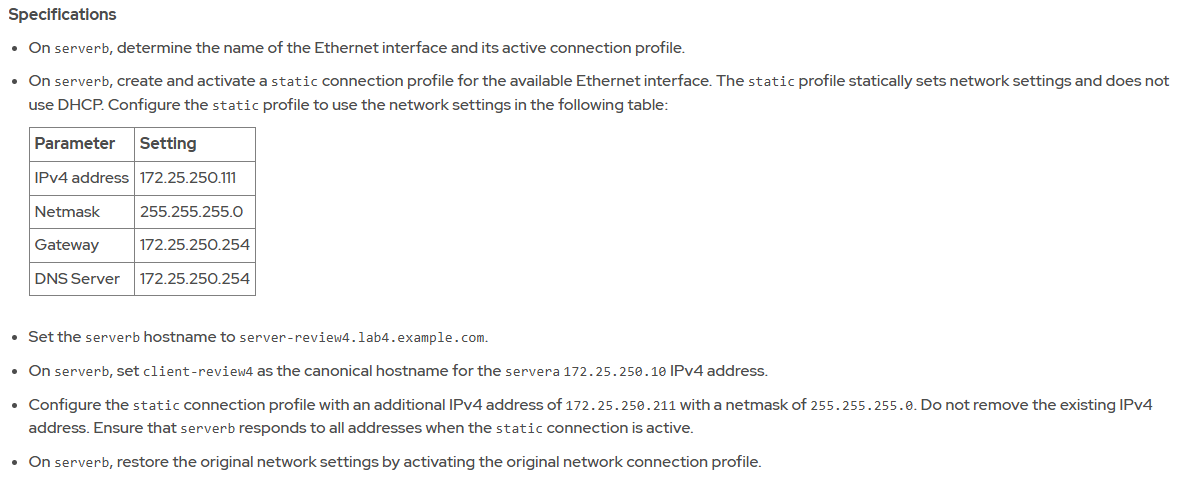 Specifications
• On serverb, determine the name of the Ethernet interface and its active connection profile.
• On serverb, create and activate a static connection profile for the available Ethernet interface. The static profile statically sets network settings and does not
use DHCP. Configure the static profile to use the network settings in the following table:
Parameter Setting
IPv4 address 172.25.250.111
Netmask 255.255.255.0
Gateway 172.25.250.254
DNS Server 172.25.250.254
• Set the serverb hostname to server-review4.lab4.example.com.
• On serverb, set client-review4 as the canonical hostname for the servera 172.25.250.10 IPv4 address.
• Configure the static connection profile with an additional IPv4 address of 172.25.250.211 with a netmask of 255.255.255.0. Do not remove the existing IPv4
address. Ensure that serverb responds to all addresses when the static connection is active.
• On serverb, restore the original network settings by activating the original network connection profile.